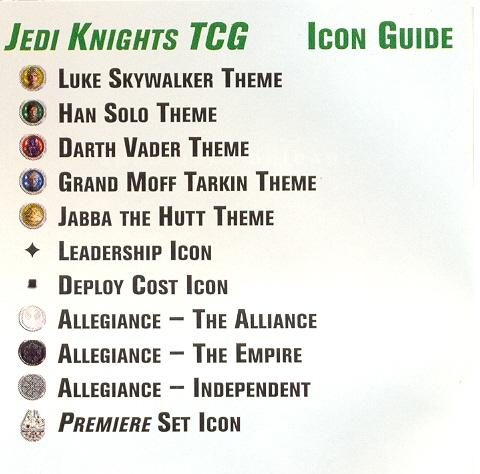 JEDI KNIGHTS TCG ICON GUIDE
LUKE SKYWALKER THEME
HAN SOLO THEME
DARTH VADER THEME
GRAND MOFF TARKIN THEME
JABBA THE HUTT THEME
LEADERSHIP ICON
DEPLOY COST ICON
ALLEGIANCE – THE ALLIANCE
ALLEGIANCE – THE EMPIRE
ALLEGIANCE – INDEPENDENT
PREMIERE SET ICON